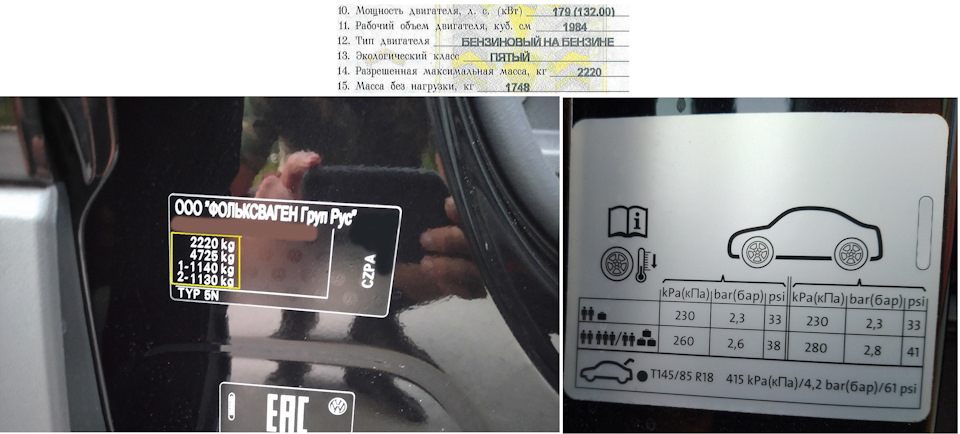 10. Мощность двигателя, л. с. (кВт) 179 (132.00)
11. Рабочий объем двигателя, куб. см 1984
12. Тип двигателя БЕНЗИНОВЫЙ НА БЕНЗИНЕ
13. Экологический класс ПЯТЫЙ
14. Разрешенная максимальная масса, кг 2220
15. Масса без нагрузки, кг 1748
ООО "ФОЛЬКСВАГЕН Груп Рус"
2220 kg
4725 kg
1-1140 kg
2-1130 kg
TYP 5N
CZPA
EAC
kPa(кПа) bar(бар) psi kPa(кПа) bar(бар) psi
230 2,3 33 230 2,3 33
260 2,6 38 280 2,8 41
T145/85 R18 415 kPa(кПа)/4,2 bar(бар)/61 psi